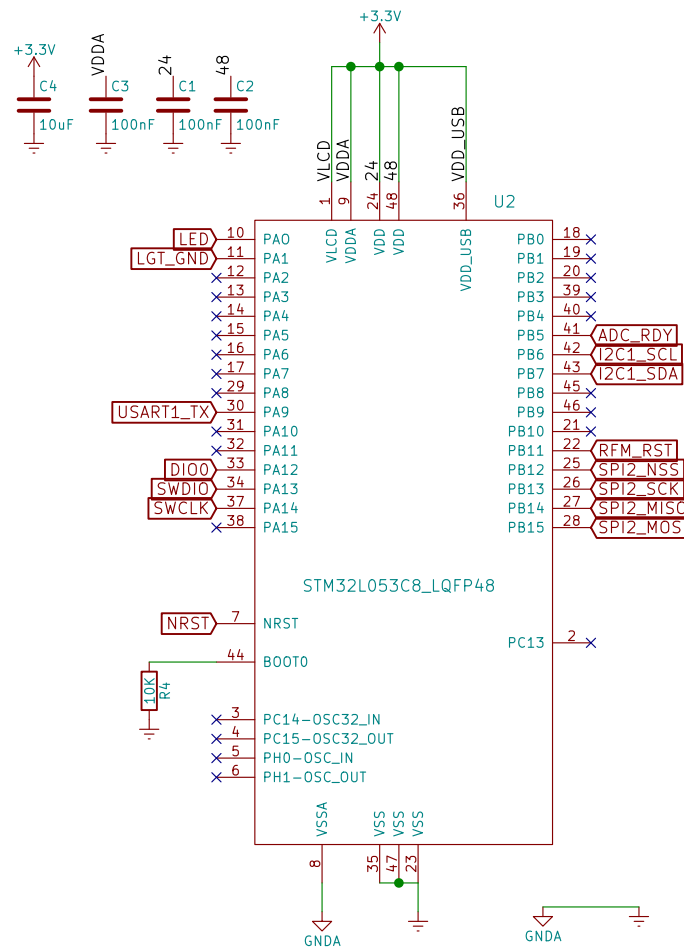 +3.3V
+3.3V
VDDA
24
48
C4
C3
C1
C2
10uF
100nF
100nF
100nF
VLCD
VDDA
24
48
VDD_USB
1
9
24
48
36
U2
VLCD
VDDA
VDD
VDD
VDD_USB
LED 10 PA0
LGT_GND 11 PA1
12 PA2
13 PA3
14 PA4
15 PA5
16 PA6
17 PA7
29 PA8
USART1_TX 30 PA9
31 PA10
32 PA11
DIO0 33 PA12
SWDIO 34 PA13
SWCLK 37 PA14
38 PA15
PB0 18
PB1 19
PB2 20
PB3 39
PB4 40
PB5 41 ADC_RDY
PB6 42 I2C1_SCL
PB7 43 I2C1_SDA
PB8 45
PB9 46
PB10 21
PB11 22 RFM_RST
PB12 25 SPI2_NSS
PB13 26 SPI2_SCK
PB14 27 SPI2_MISO
PB15 28 SPI2_MOS
STM32L053C8_LQFP48
NRST 7 NRST
PC13 2
44 BOOT0
10K
R4
3 PC14-OSC32_IN
4 PC15-OSC32_OUT
5 PH0-OSC_IN
6 PH1-OSC_OUT
VSSA
VSS
VSS
VSS
8
35
47
23
GNDA
GNDA